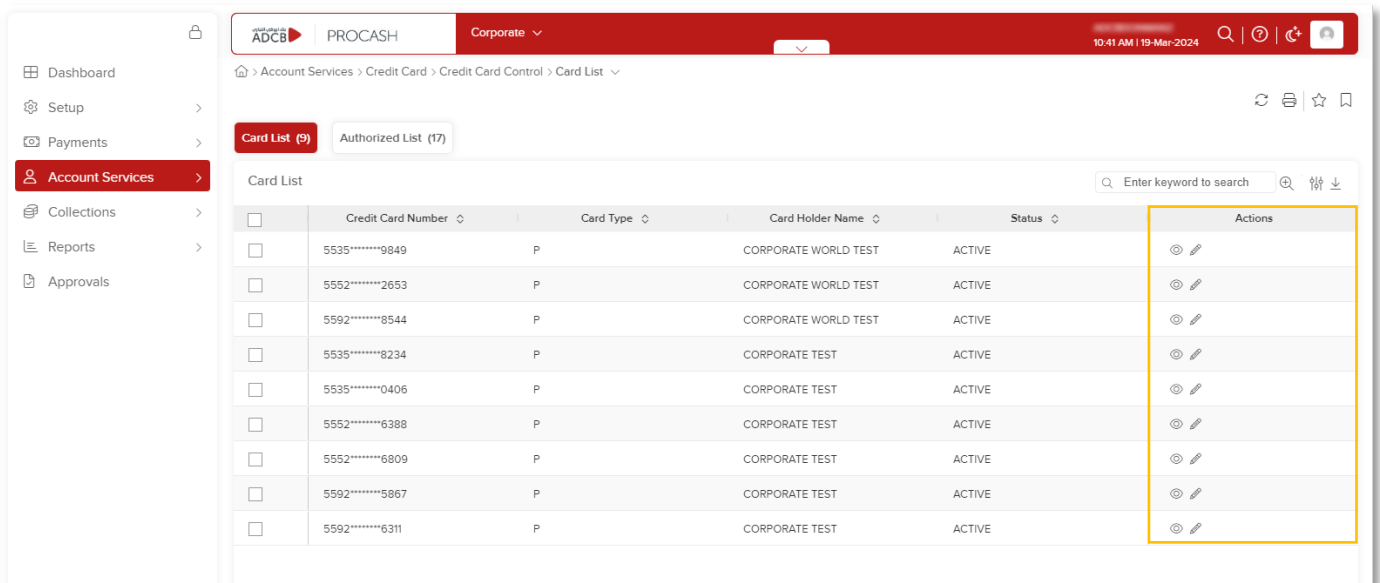 بنك أبوظبي التجاري
ADCB PROCASH Corporate
10:41 AM | 19-Mar-2024
Dashboard
Setup
Payments
Account Services
Collections
Reports
Approvals
> Account Services > Credit Card > Credit Card Control > Card List
Card List (9) Authorized List (17)
Card List Enter keyword to search
Credit Card Number Card Type Card Holder Name Status Actions
5535********9849 P CORPORATE WORLD TEST ACTIVE
5552********2653 P CORPORATE WORLD TEST ACTIVE
5592********8544 P CORPORATE WORLD TEST ACTIVE
5535********8234 P CORPORATE TEST ACTIVE
5535********0406 P CORPORATE TEST ACTIVE
5552********6388 P CORPORATE TEST ACTIVE
5552********6809 P CORPORATE TEST ACTIVE
5592********5867 P CORPORATE TEST ACTIVE
5592********6311 P CORPORATE TEST ACTIVE